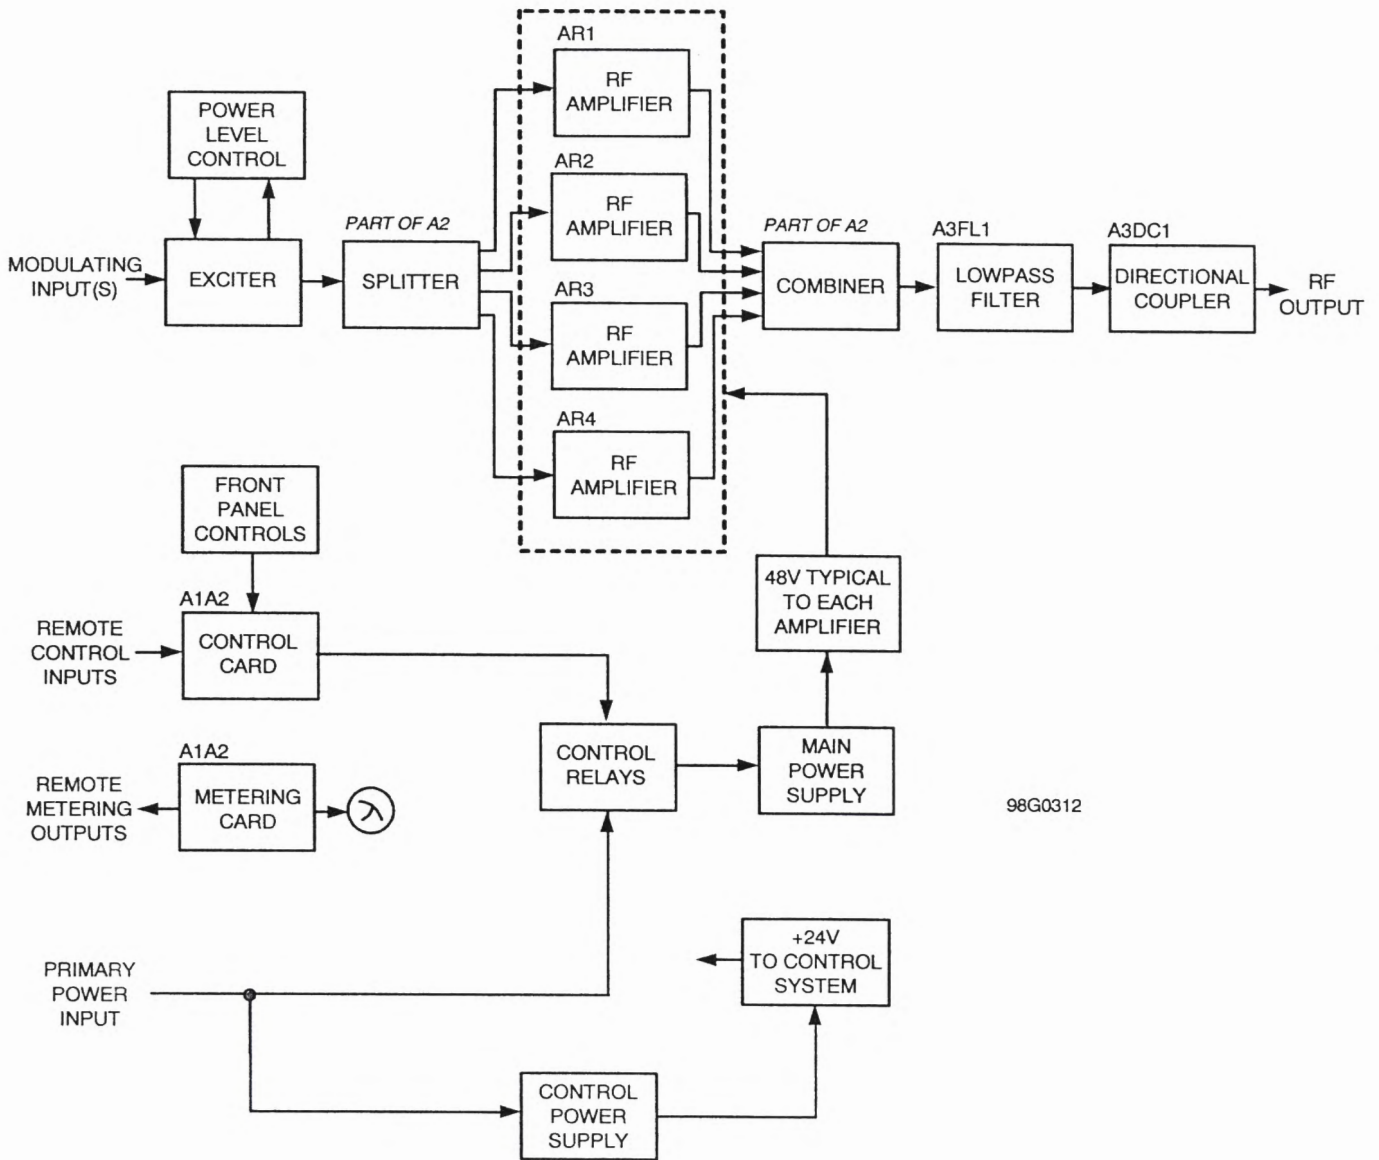 AR1
RF
AMPLIFIER
POWER
LEVEL
CONTROL
AR2
RF
AMPLIFIER
PART OF A2
PART OF A2
A3FL1
A3DC1
MODULATING
INPUT(S)
EXCITER
SPLITTER
COMBINER
LOWPASS
FILTER
DIRECTIONAL
COUPLER
RF
OUTPUT
AR3
RF
AMPLIFIER
AR4
RF
AMPLIFIER
FRONT
PANEL
CONTROLS
48V TYPICAL
TO EACH
AMPLIFIER
A1A2
REMOTE
CONTROL
INPUTS
CONTROL
CARD
CONTROL
RELAYS
MAIN
POWER
SUPPLY
A1A2
REMOTE
METERING
OUTPUTS
METERING
CARD
98G0312
+24V
TO CONTROL
SYSTEM
PRIMARY
POWER
INPUT
CONTROL
POWER
SUPPLY